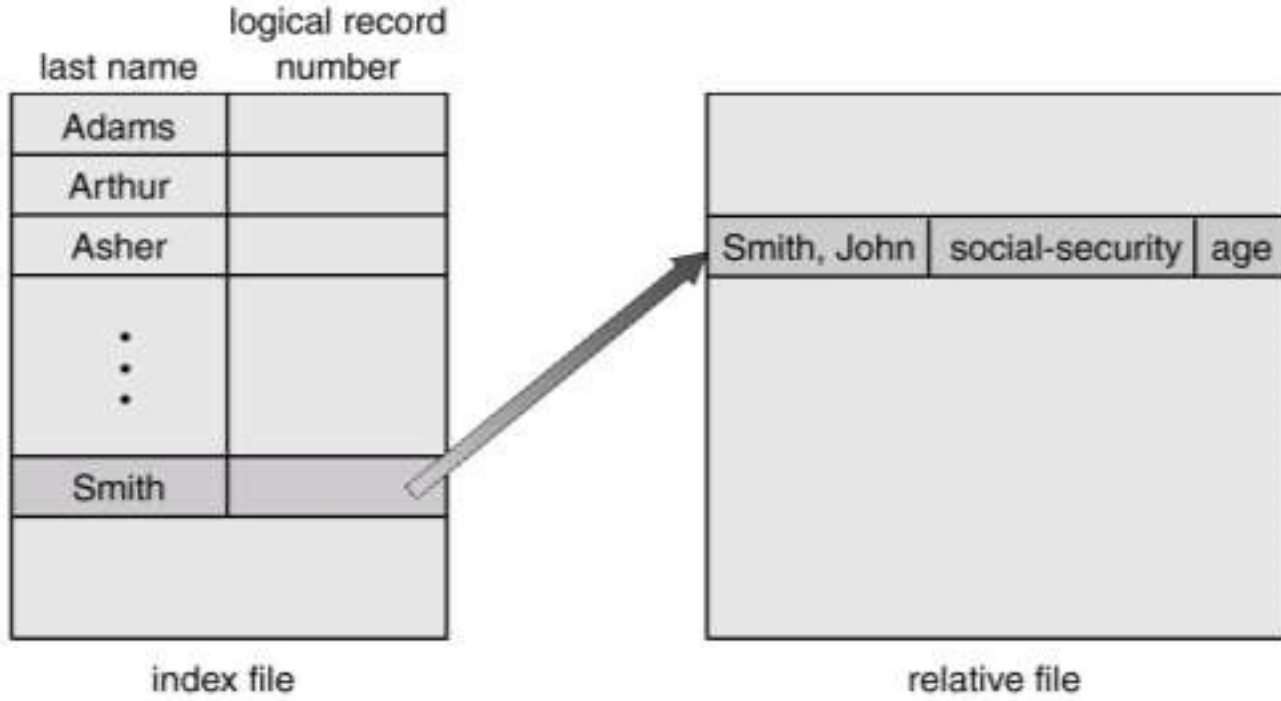 logical record
last name number
Adams
Arthur
Asher
Smith
Smith, John social-security age
index file
relative file